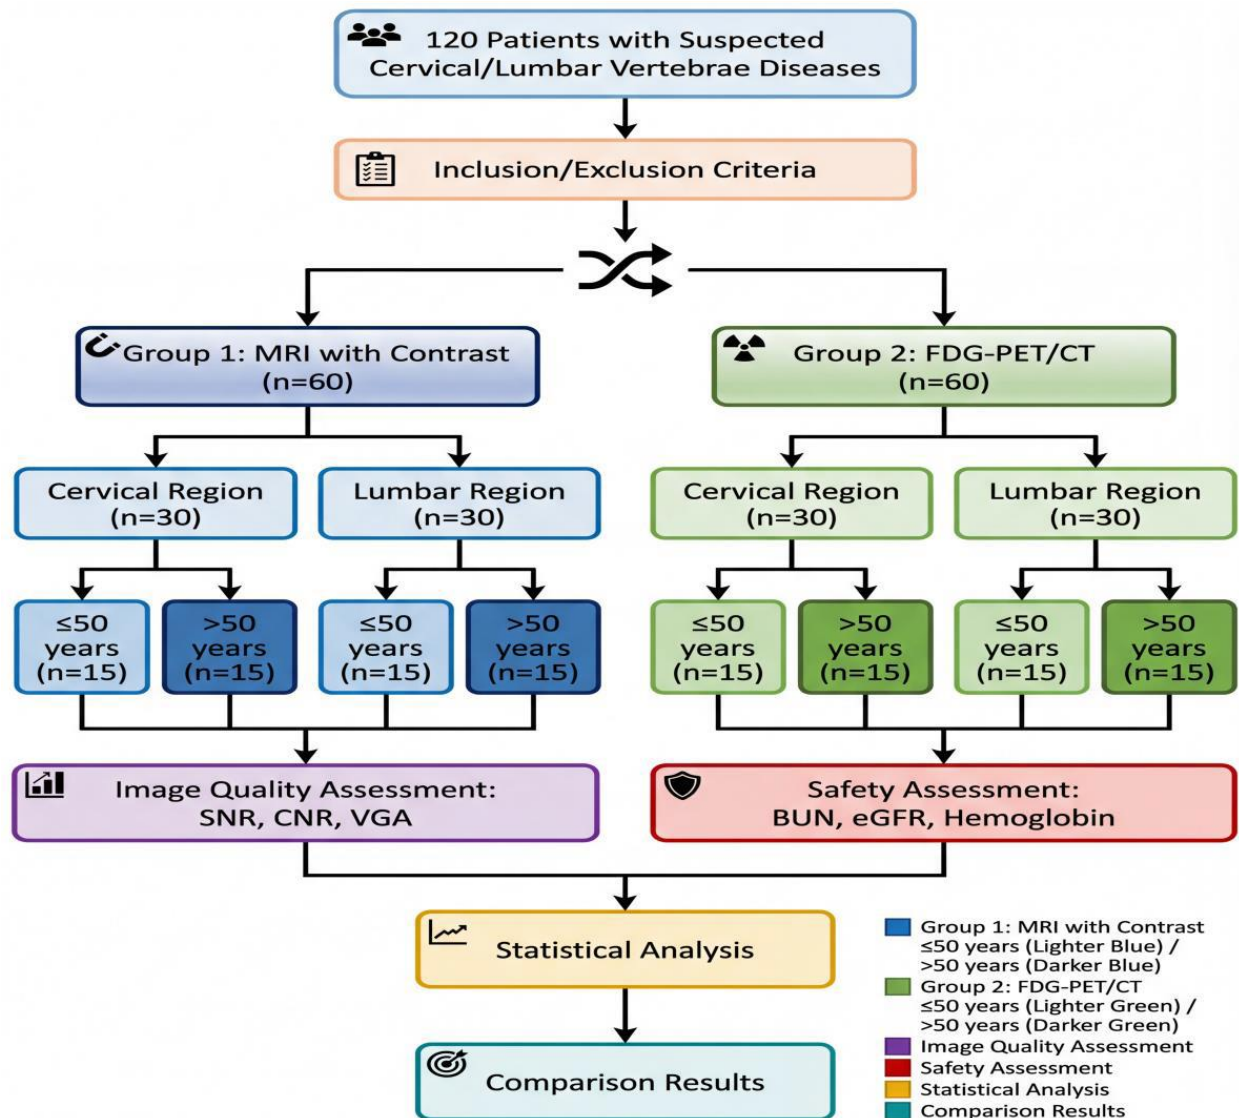 120 Patients with Suspected
Cervical/Lumbar Vertebrae Diseases
Inclusion/Exclusion Criteria
Group 1: MRI with Contrast
(n=60)
Group 2: FDG-PET/CT
(n=60)
Cervical Region
(n=30)
Lumbar Region
(n=30)
Cervical Region
(n=30)
Lumbar Region
(n=30)
≤50
years
(n=15)
>50
years
(n=15)
≤50
years
(n=15)
>50
years
(n=15)
≤50
years
(n=15)
>50
years
(n=15)
≤50
years
(n=15)
>50
years
(n=15)
Image Quality Assessment:
SNR, CNR, VGA
Safety Assessment:
BUN, eGFR, Hemoglobin
Statistical Analysis
Comparison Results
Group 1: MRI with Contrast
≤50 years (Lighter Blue) /
>50 years (Darker Blue)
Group 2: FDG-PET/CT
≤50 years (Lighter Green) /
>50 years (Darker Green)
Image Quality Assessment
Safety Assessment
Statistical Analysis
Comparison Results